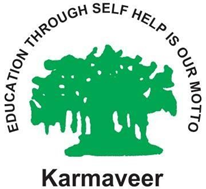 EDUCATION THROUGH SELF HELP IS OUR MOTTO
Karmaveer